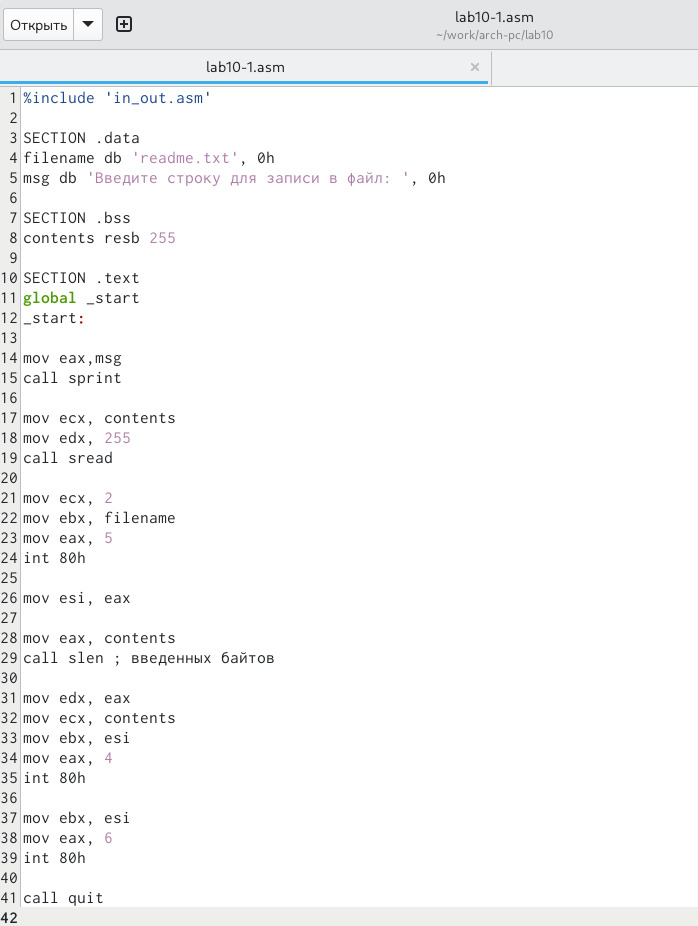 Открыть
lab10-1.asm
~/work/arch-pc/lab10
lab10-1.asm ×
1 %include 'in_out.asm'
2
3 SECTION .data
4 filename db 'readme.txt', 0h
5 msg db 'Введите строку для записи в файл: ', 0h
6
7 SECTION .bss
8 contents resb 255
9
10 SECTION .text
11 global _start
12 _start:
13
14 mov eax,msg
15 call sprint
16
17 mov ecx, contents
18 mov edx, 255
19 call sread
20
21 mov ecx, 2
22 mov ebx, filename
23 mov eax, 5
24 int 80h
25
26 mov esi, eax
27
28 mov eax, contents
29 call slen ; введенных байтов
30
31 mov edx, eax
32 mov ecx, contents
33 mov ebx, esi
34 mov eax, 4
35 int 80h
36
37 mov ebx, esi
38 mov eax, 6
39 int 80h
40
41 call quit
42